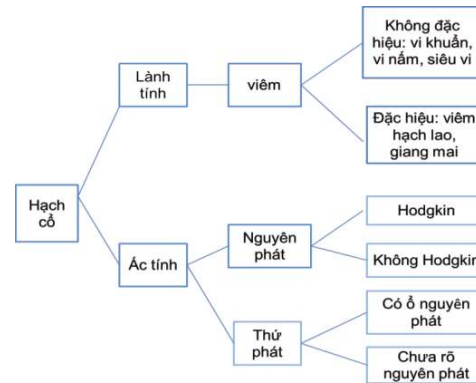 Không đặc
hiệu: vi khuẩn,
vi nấm, siêu vi
Lành
tính
viêm
Đặc hiệu: viêm
hạch lao,
giang mai
Hạch
cổ
Nguyên
phát
Hodgkin
Ác tính
Không Hodgkin
Thứ
phát
Có ổ nguyên
phát
Chưa rõ
nguyên phát